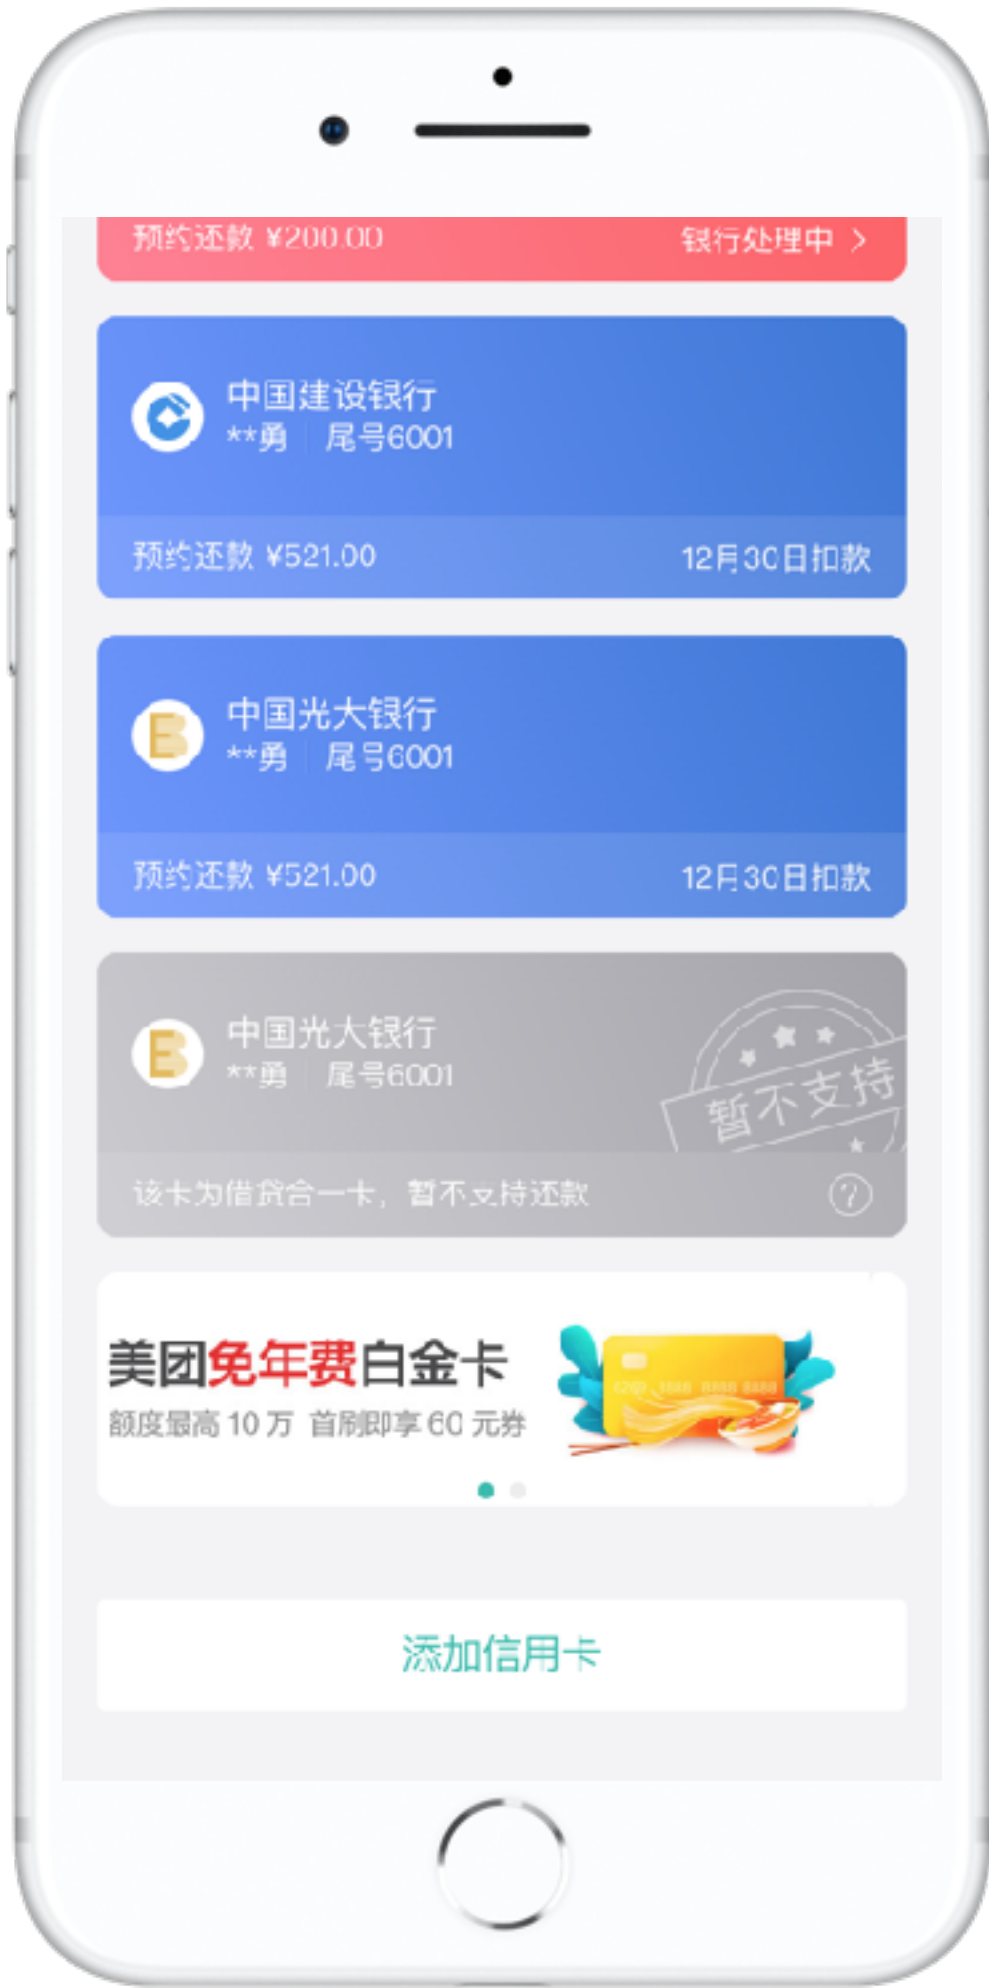 预约还款 ¥200.00
银行处理中
中国建设银行
**勇 尾号6001
预约还款 ¥521.00
12月30日扣款
中国光大银行
**勇 尾号6001
预约还款 ¥521.00
12月30日扣款
中国光大银行
**勇 尾号6001
暂不支持
该卡为借贷合一卡，暂不支持还款
?
美团免年费白金卡
额度最高 10 万 首刷即享 60 元券
添加信用卡